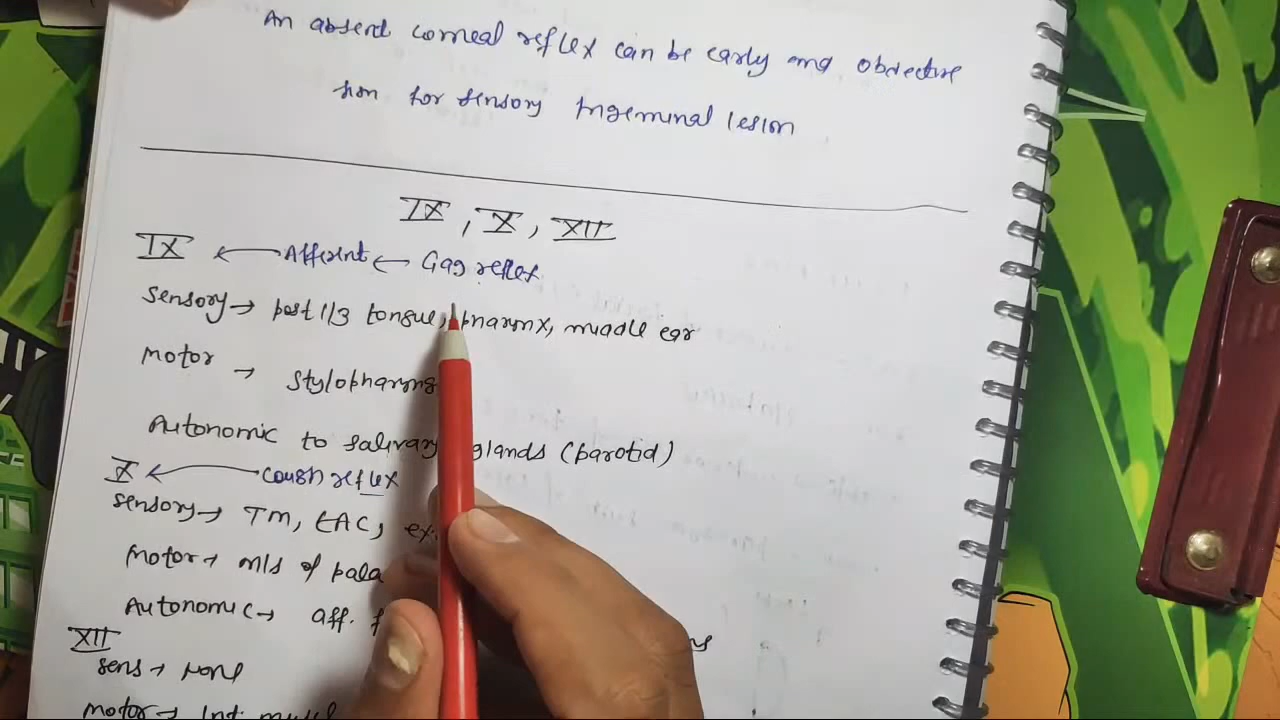 An absent corneal reflex can be early and objective
sion for sensory trigeminal lesion
IX, X, XII
IX ← Afferent ← Gag reflex
Sensory → post 1/3 tongue, pharynx, middle ear
Motor → Stylopharyng
Autonomic to salivary glands (parotid)
X ← cough reflex
Sensory → TM, EAC, ex
Motor → m/s of pala
Autonomic → aff. f
XII
Sens → None
Motor → Int.